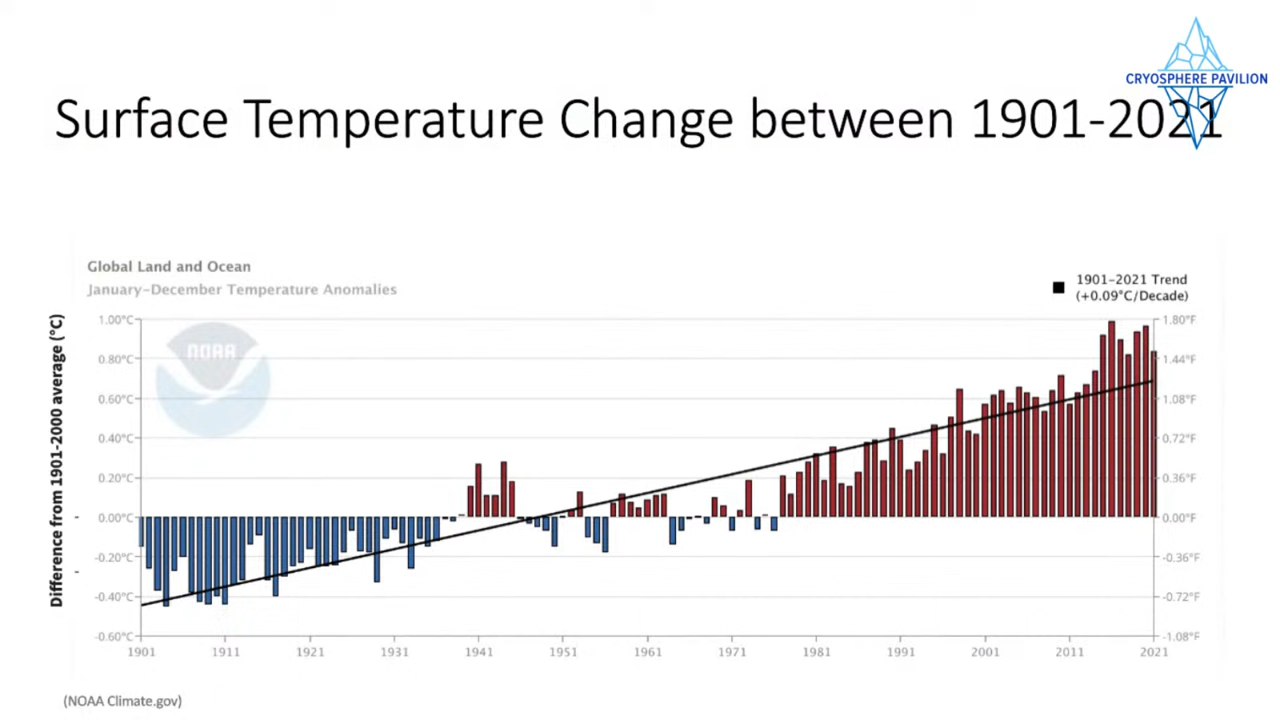 CRYOSPHERE PAVILION
Surface Temperature Change between 1901-2021
Global Land and Ocean
January–December Temperature Anomalies
1901–2021 Trend
(+0.09°C/Decade)
Difference from 1901-2000 average (°C)
NOAA
1.00°C
0.80°C
0.60°C
0.40°C
0.20°C
0.00°C
-0.20°C
-0.40°C
-0.60°C
1.80°F
1.44°F
1.08°F
0.72°F
0.36°F
0.00°F
-0.36°F
-0.72°F
-1.08°F
1901 1911 1921 1931 1941 1951 1961 1971 1981 1991 2001 2011 2021
(NOAA Climate.gov)